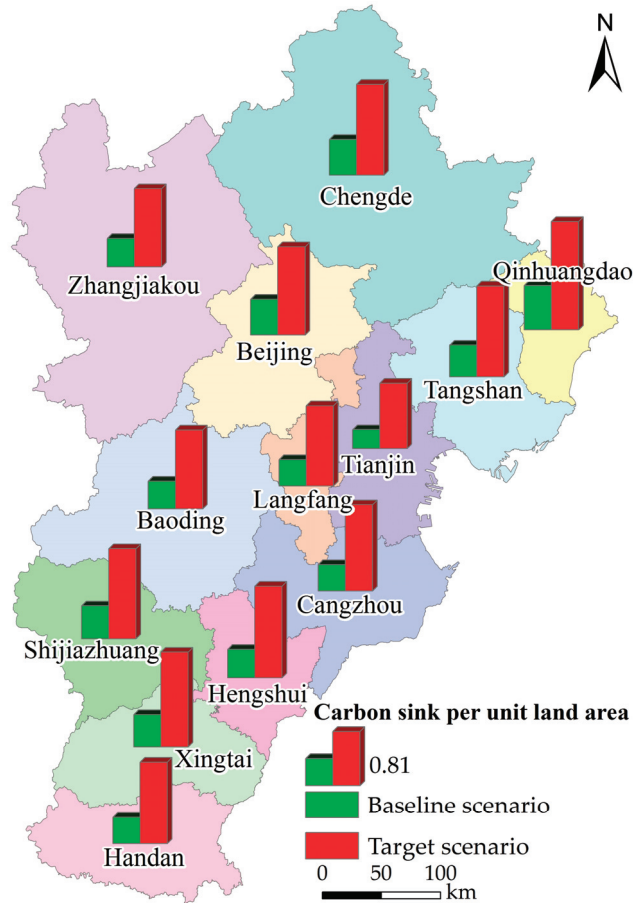 N
Chengde
Zhangjiakou
Qinhuangdao
Beijing
Tangshan
Tianjin
Langfang
Baoding
Cangzhou
Shijiazhuang
Hengshui
Xingtai
Handan
Carbon sink per unit land area
0.81
Baseline scenario
Target scenario
0 50 100
km